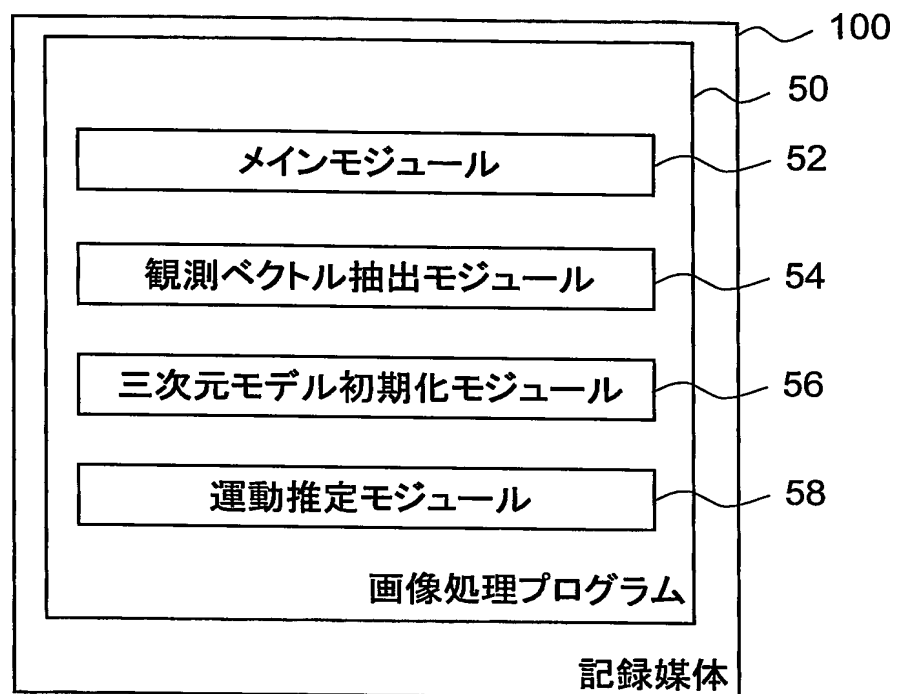 100
50
メインモジュール
52
観測ベクトル抽出モジュール
54
三次元モデル初期化モジュール
56
運動推定モジュール
58
画像処理プログラム
記録媒体